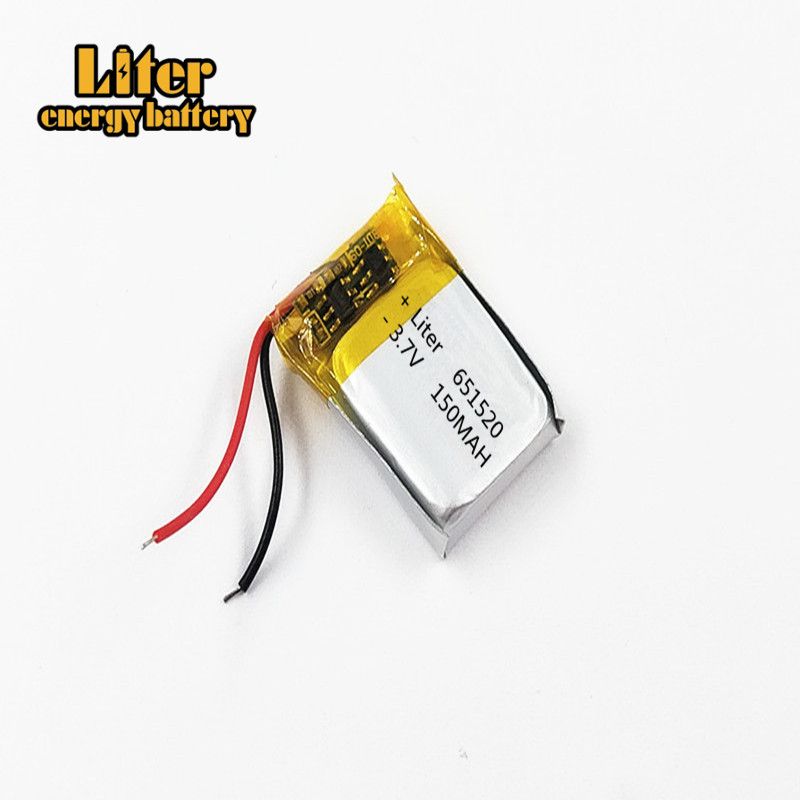 Liter
energy battery
+ Liter 651520
- 3.7V 150MAH